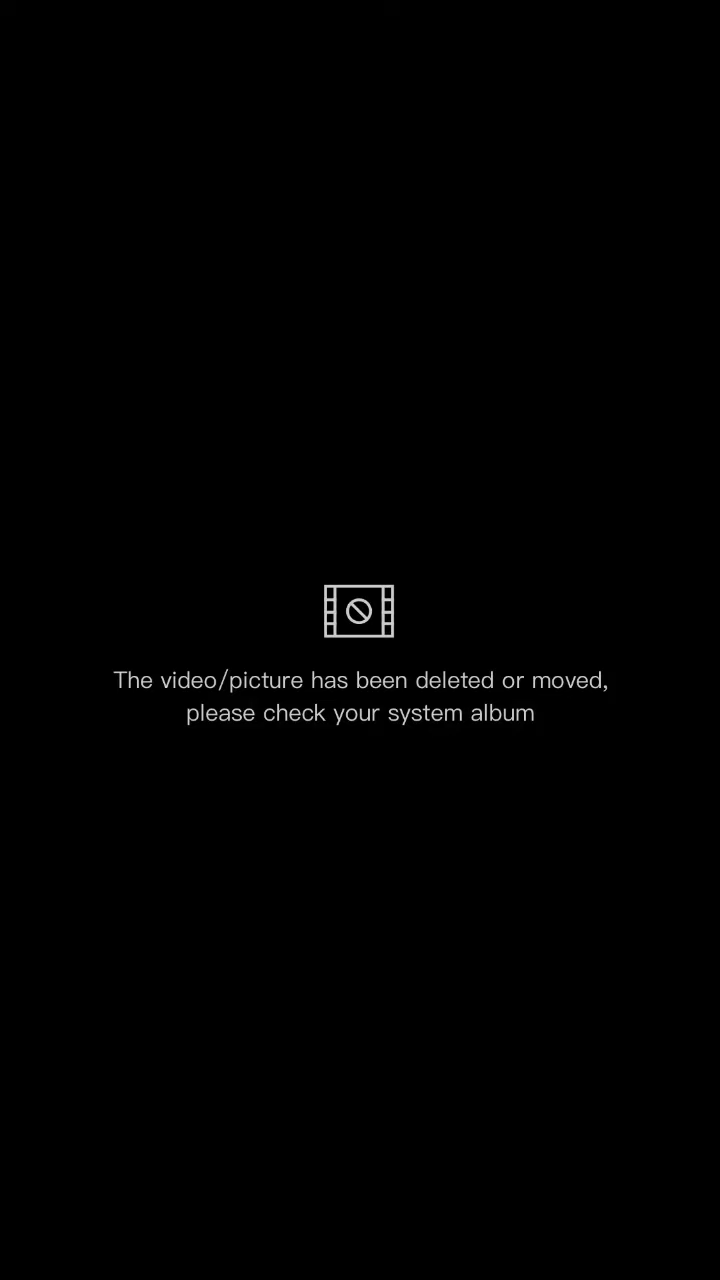 The video/picture has been deleted or moved,
please check your system album